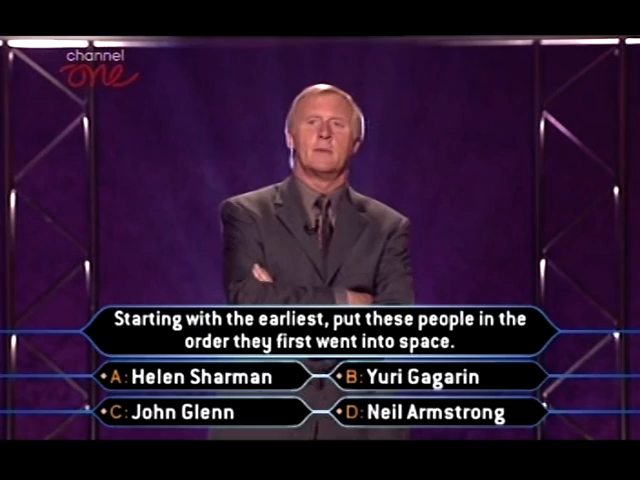 channel
one
Starting with the earliest, put these people in the
order they first went into space.
A: Helen Sharman
B: Yuri Gagarin
C: John Glenn
D: Neil Armstrong